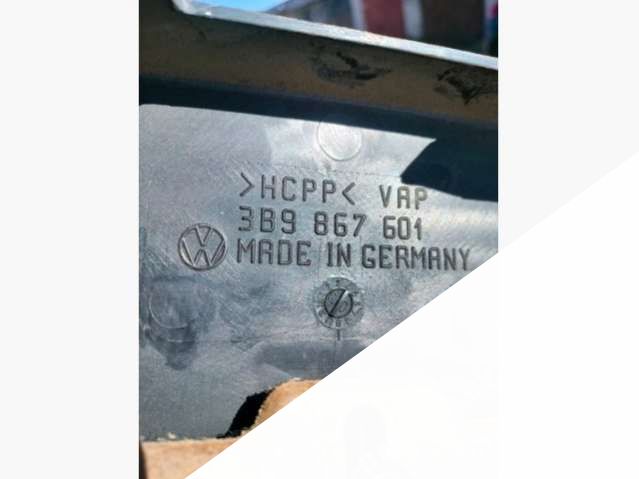 >HCPP< VAP
3B9 867 601
MADE IN GERMANY